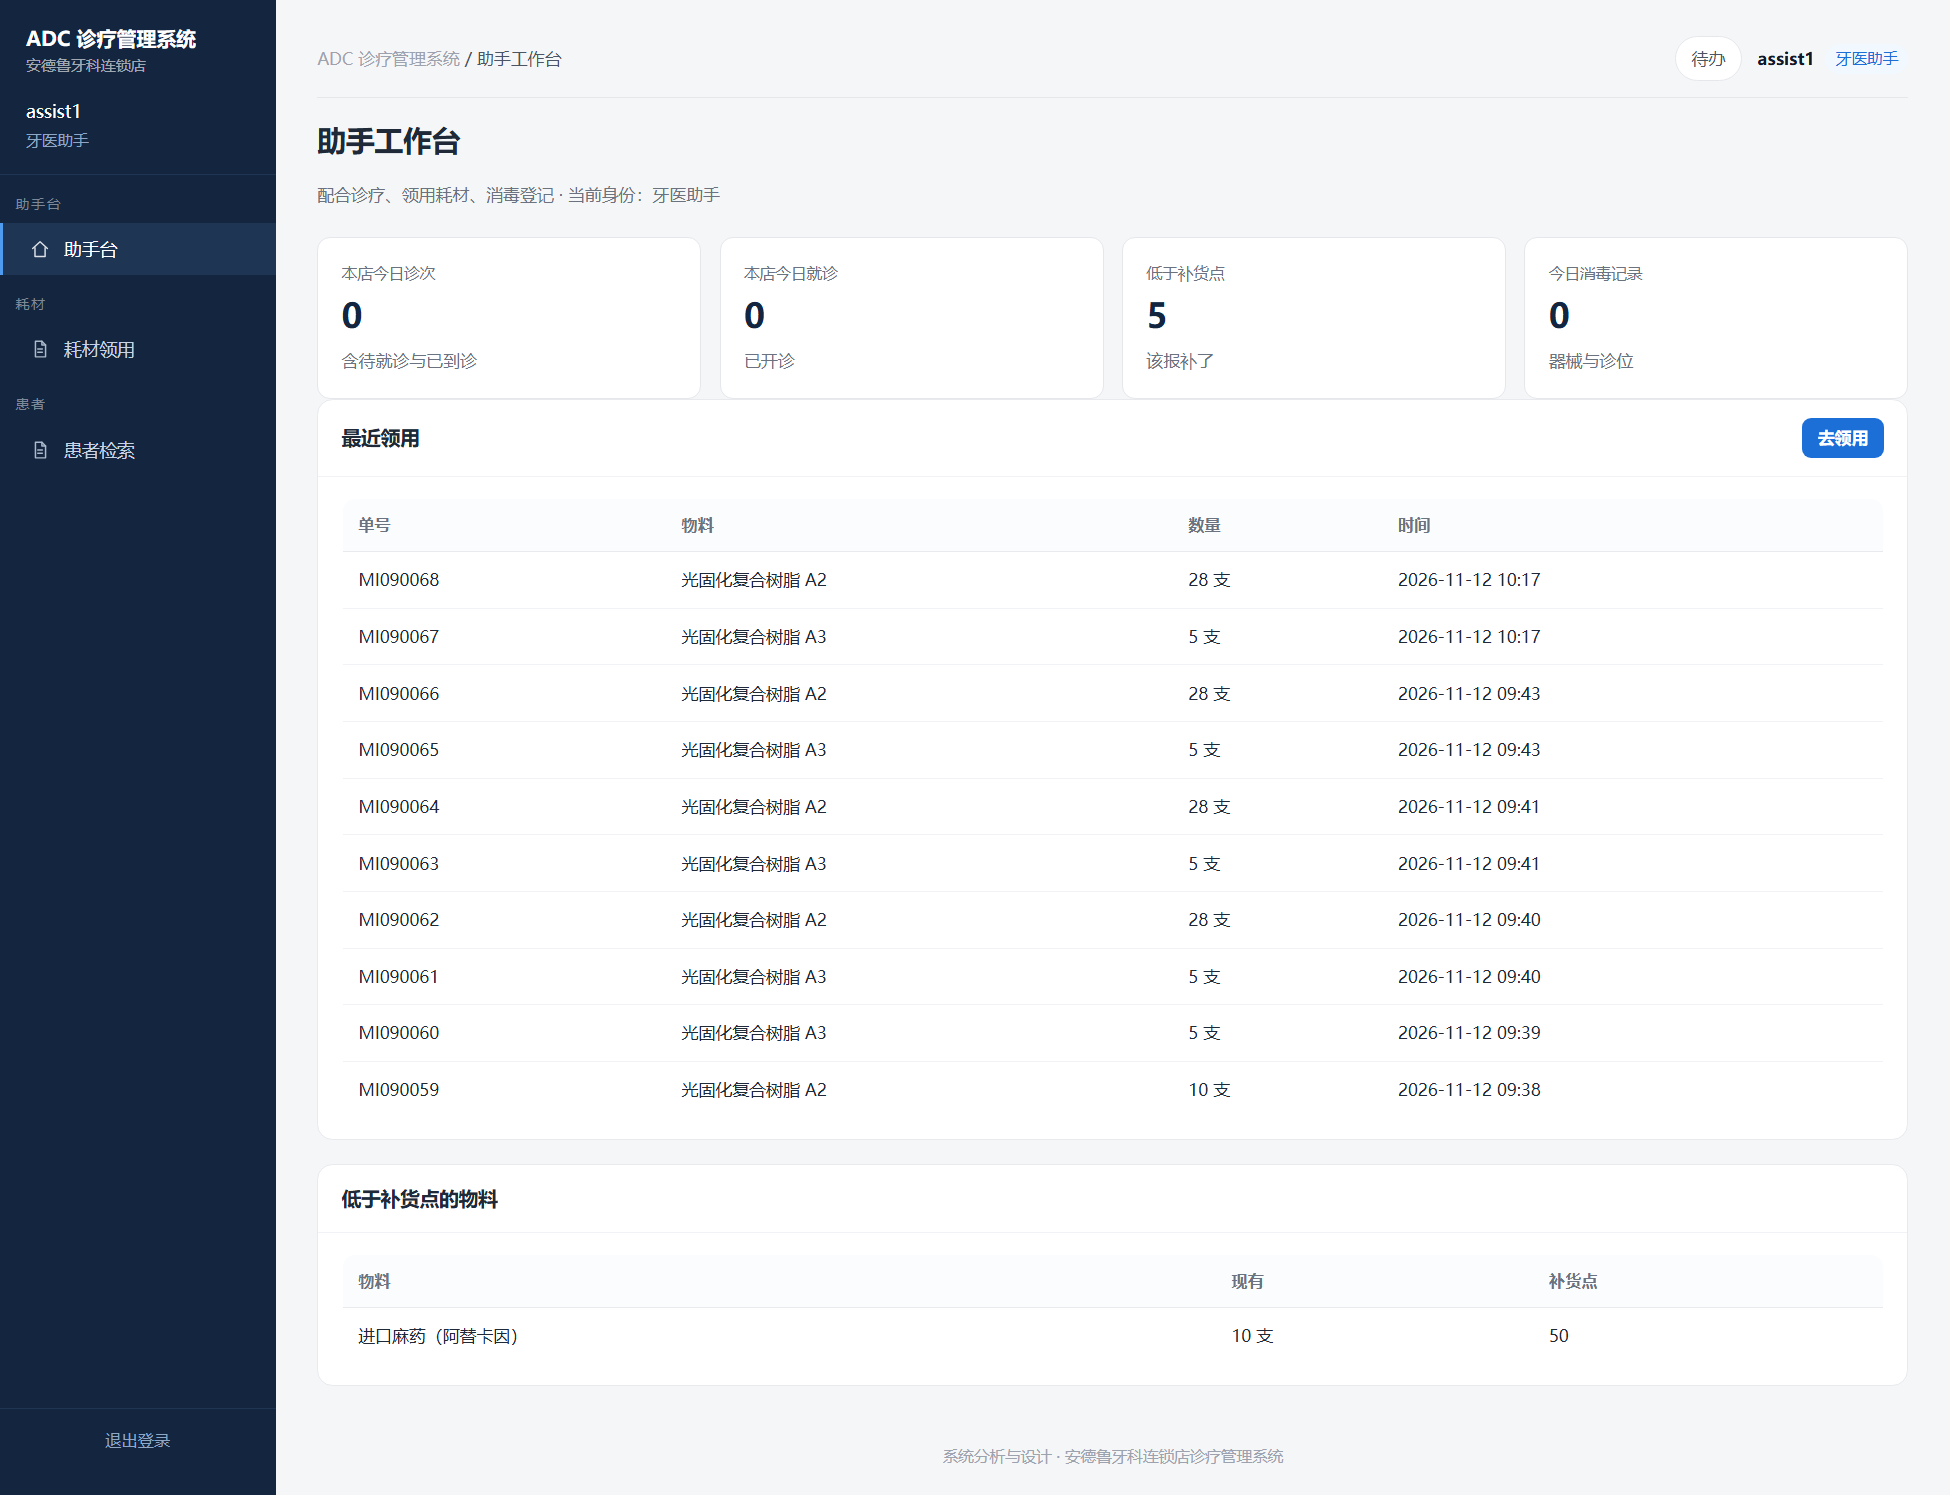 ADC 诊疗管理系统
安德鲁牙科连锁店
assist1
牙医助手
助手台
助手台
耗材
耗材领用
患者
患者检索
退出登录
ADC 诊疗管理系统 / 助手工作台
待办 assist1 牙医助手
助手工作台
配合诊疗、领用耗材、消毒登记 · 当前身份：牙医助手
本店今日诊次
0
含待就诊与已到诊
本店今日就诊
0
已开诊
低于补货点
5
该报补了
今日消毒记录
0
器械与诊位
最近领用 去领用
单号 物料 数量 时间
MI090068 光固化复合树脂 A2 28 支 2026-11-12 10:17
MI090067 光固化复合树脂 A3 5 支 2026-11-12 10:17
MI090066 光固化复合树脂 A2 28 支 2026-11-12 09:43
MI090065 光固化复合树脂 A3 5 支 2026-11-12 09:43
MI090064 光固化复合树脂 A2 28 支 2026-11-12 09:41
MI090063 光固化复合树脂 A3 5 支 2026-11-12 09:41
MI090062 光固化复合树脂 A2 28 支 2026-11-12 09:40
MI090061 光固化复合树脂 A3 5 支 2026-11-12 09:40
MI090060 光固化复合树脂 A3 5 支 2026-11-12 09:39
MI090059 光固化复合树脂 A2 10 支 2026-11-12 09:38
低于补货点的物料
物料 现有 补货点
进口麻药（阿替卡因） 10 支 50
系统分析与设计 · 安德鲁牙科连锁店诊疗管理系统